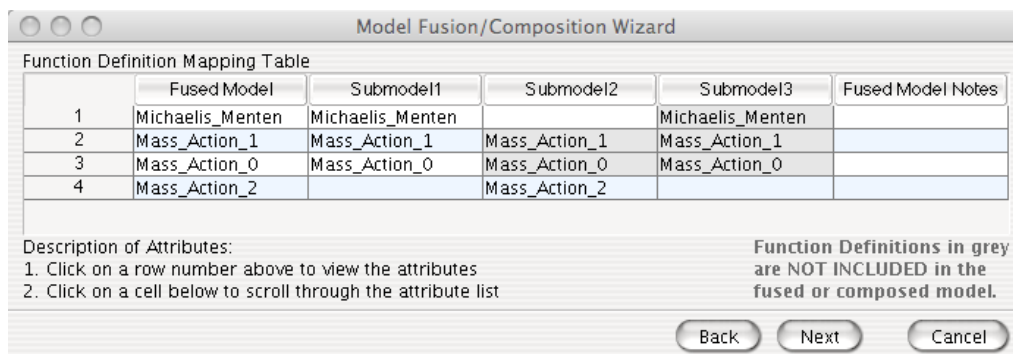 Model Fusion/Composition Wizard
Function Definition Mapping Table
Fused Model Submodel1 Submodel2 Submodel3 Fused Model Notes
1 Michaelis_Menten Michaelis_Menten Michaelis_Menten
2 Mass_Action_1 Mass_Action_1 Mass_Action_1 Mass_Action_1
3 Mass_Action_0 Mass_Action_0 Mass_Action_0 Mass_Action_0
4 Mass_Action_2 Mass_Action_2
Description of Attributes:
1. Click on a row number above to view the attributes
2. Click on a cell below to scroll through the attribute list
Function Definitions in grey
are NOT INCLUDED in the
fused or composed model.
Back Next Cancel